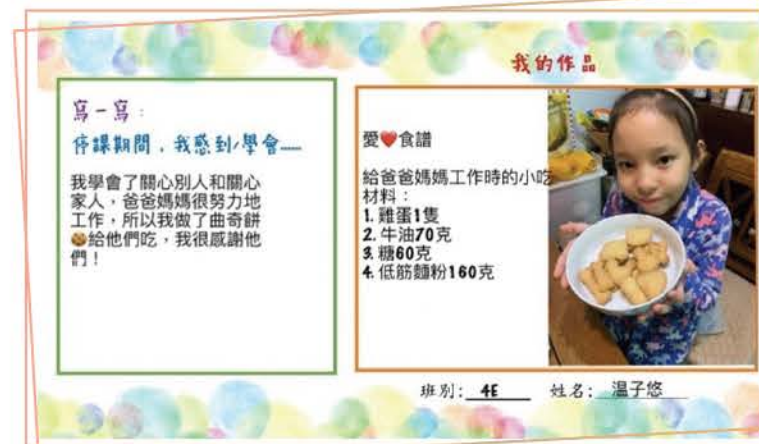 我的作品
寫一寫：
停課期間，我感到/學會……
我學會了關心別人和關心
家人，爸爸媽媽很努力地
工作，所以我做了曲奇餅
🍪給他們吃，我很感謝他
們！
愛❤️食譜
給爸爸媽媽工作時的小吃
材料：
1. 雞蛋1隻
2. 牛油70克
3. 糖60克
4. 低筋麵粉160克
班別: 4E 姓名: 溫子悠